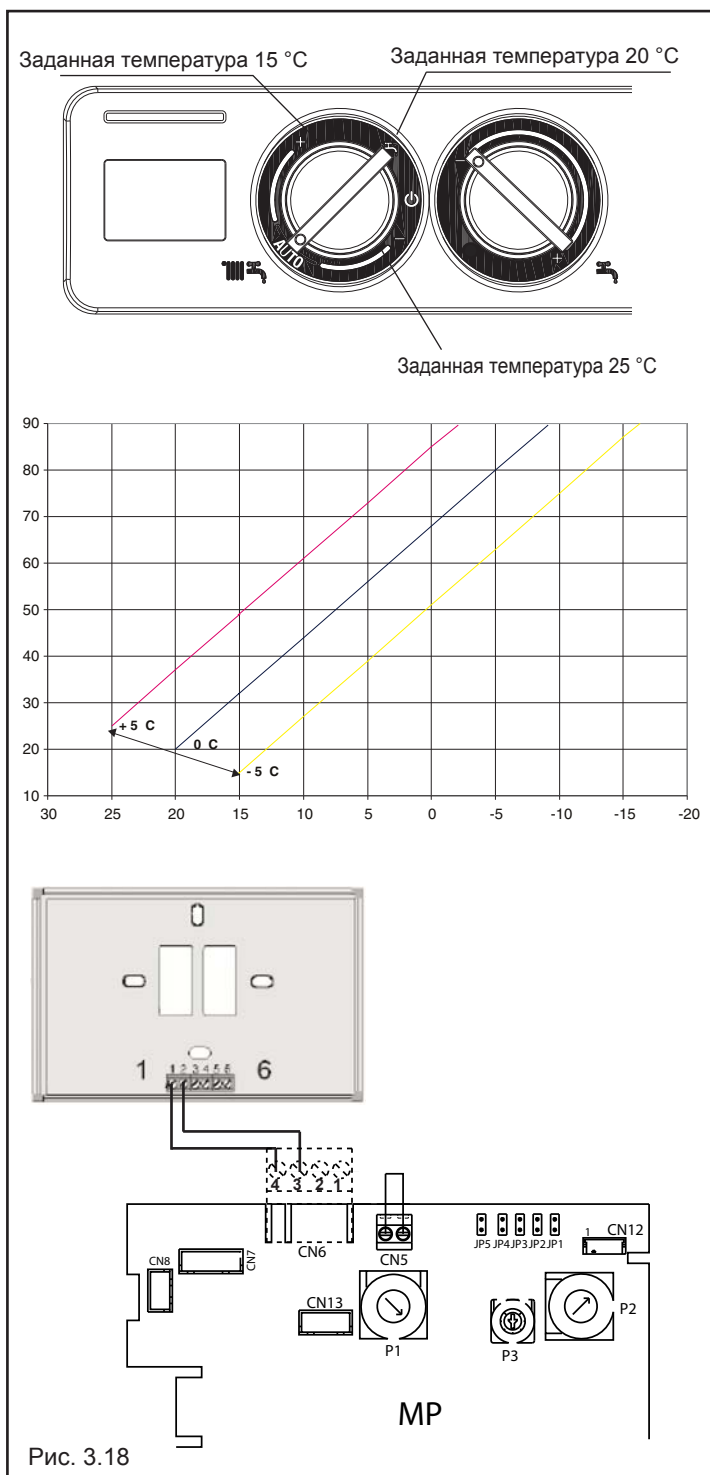 Заданная температура 15 °C
Заданная температура 20 °C
+
−
AUTO
−
+
Заданная температура 25 °C
90
80
70
60
50
40
30
20
10
+ 5 C
0 C
- 5 C
30 25 20 15 10 5 0 -5 -10 -15 -20
1 2 3 4 5 6
1 6
4 3 2 1
CN8
CN7
CN6
CN5
JP5 JP4 JP3 JP2 JP1
1 CN12
CN13
P1
P3
P2
MP
Рис. 3.18